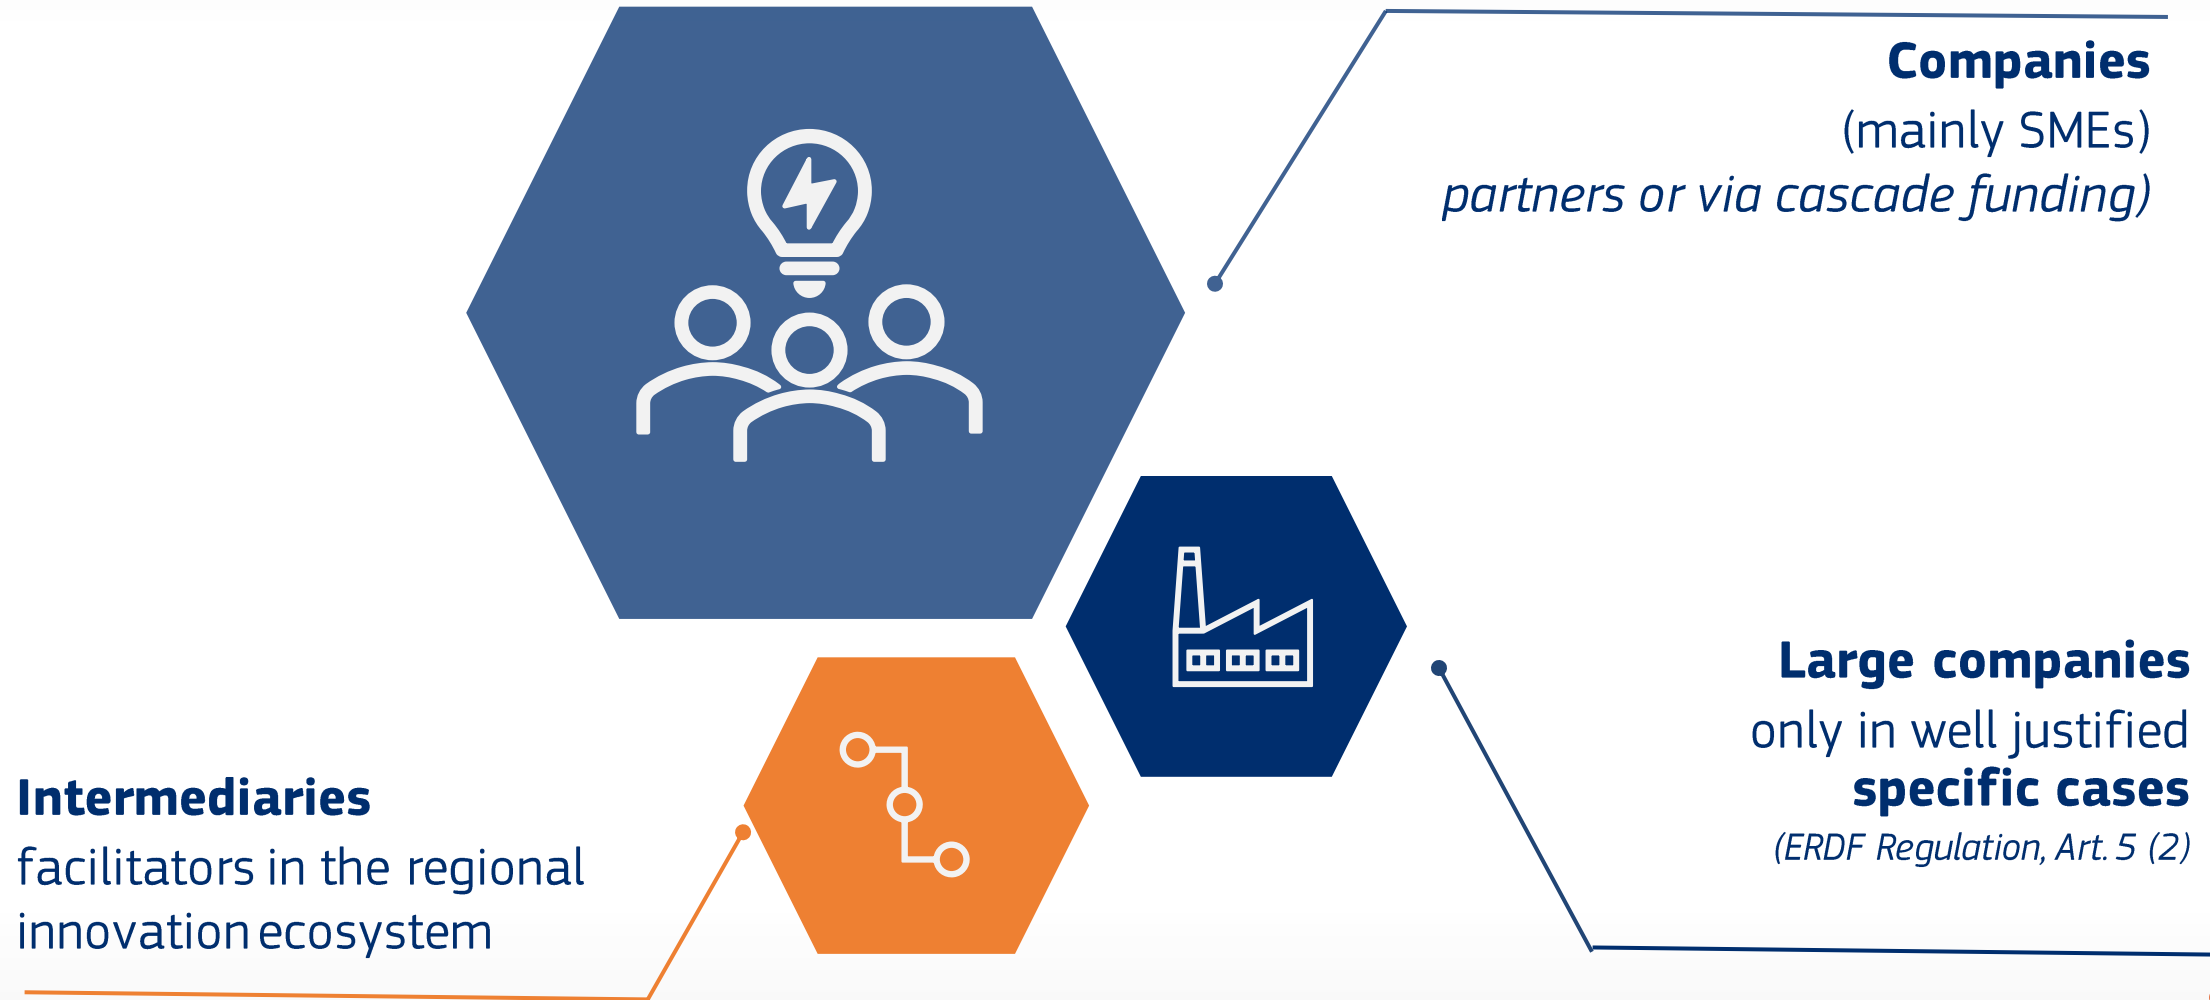 Companies
(mainly SMEs)
partners or via cascade funding)
Large companies
only in well justified
specific cases
(ERDF Regulation, Art. 5 (2)
Intermediaries
facilitators in the regional
innovation ecosystem